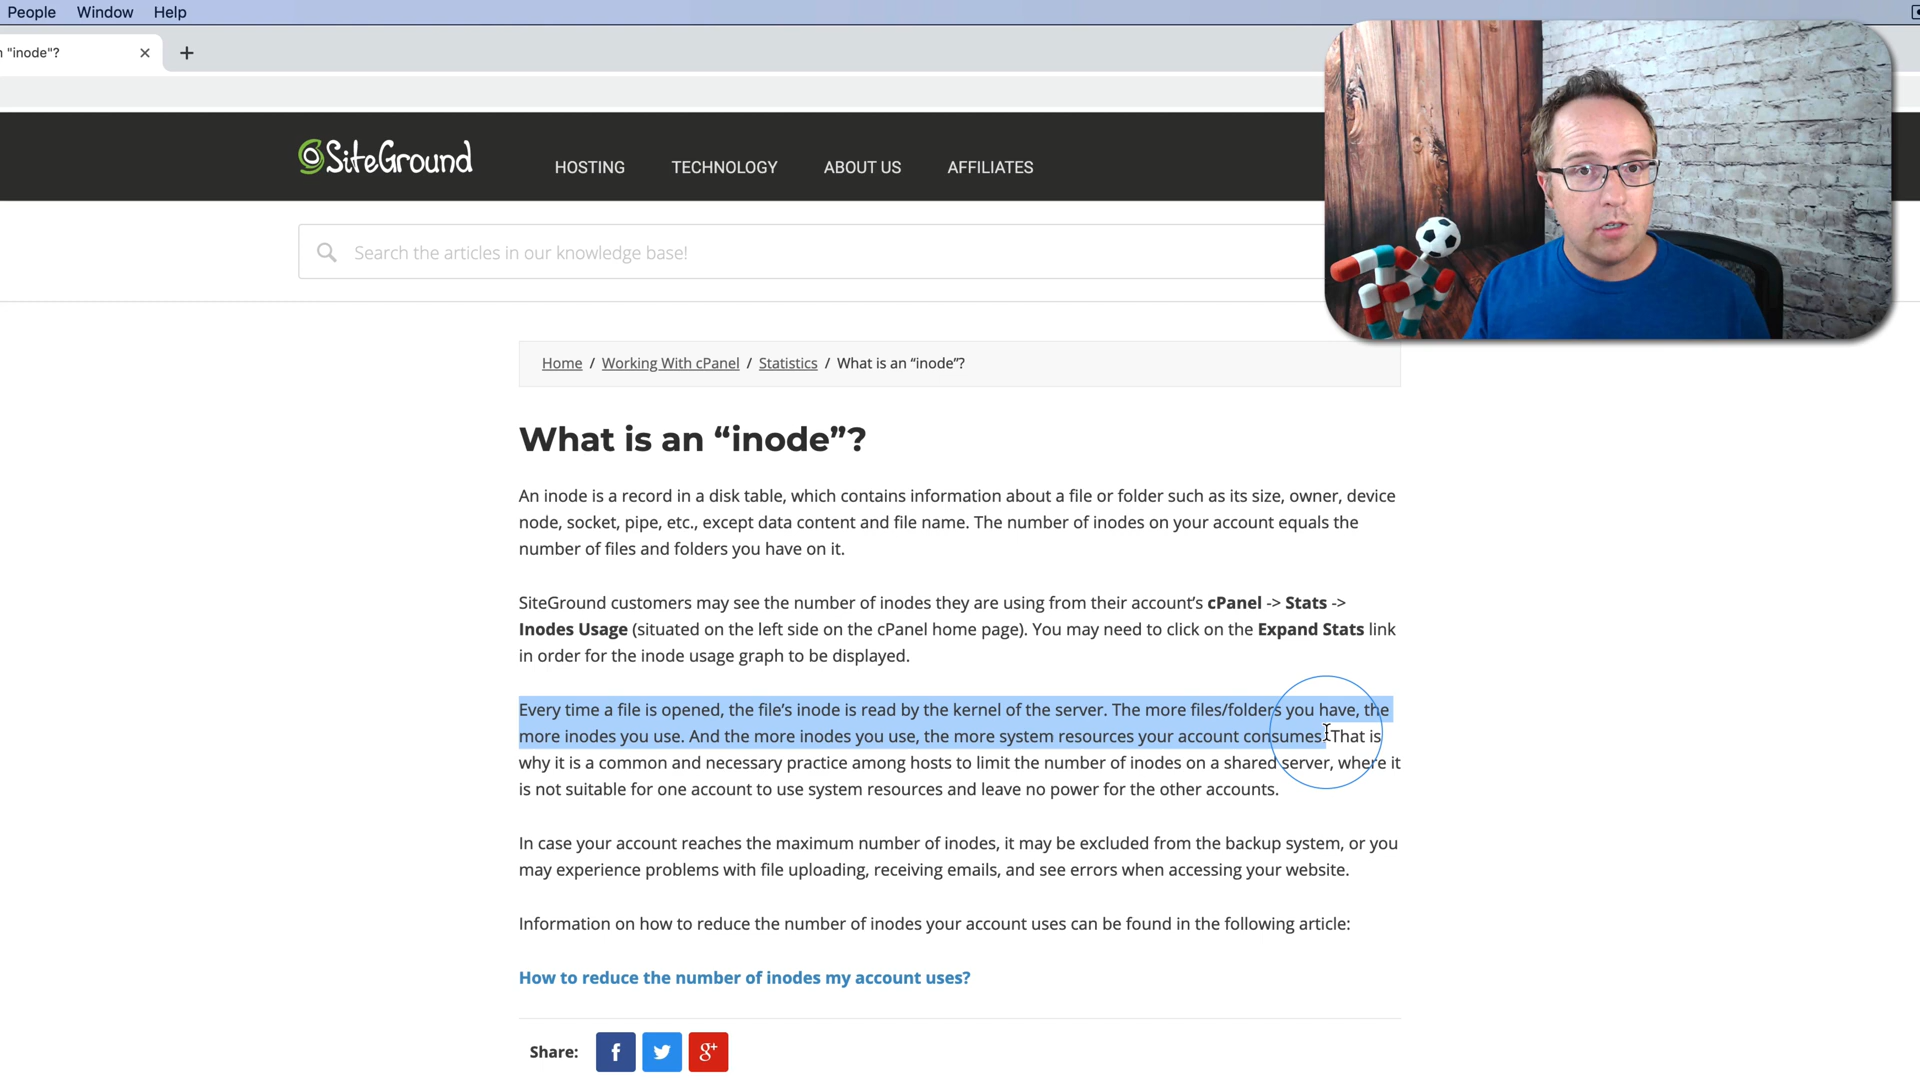 People Window Help
"inode"?
SiteGround
HOSTING TECHNOLOGY ABOUT US AFFILIATES
Search the articles in our knowledge base!
Home / Working With cPanel / Statistics / What is an “inode”?
What is an “inode”?
An inode is a record in a disk table, which contains information about a file or folder such as its size, owner, device
node, socket, pipe, etc., except data content and file name. The number of inodes on your account equals the
number of files and folders you have on it.
SiteGround customers may see the number of inodes they are using from their account’s cPanel -> Stats ->
Inodes Usage (situated on the left side on the cPanel home page). You may need to click on the Expand Stats link
in order for the inode usage graph to be displayed.
Every time a file is opened, the file’s inode is read by the kernel of the server. The more files/folders you have, the
more inodes you use. And the more inodes you use, the more system resources your account consumes. That is
why it is a common and necessary practice among hosts to limit the number of inodes on a shared server, where it
is not suitable for one account to use system resources and leave no power for the other accounts.
In case your account reaches the maximum number of inodes, it may be excluded from the backup system, or you
may experience problems with file uploading, receiving emails, and see errors when accessing your website.
Information on how to reduce the number of inodes your account uses can be found in the following article:
How to reduce the number of inodes my account uses?
Share: f g+